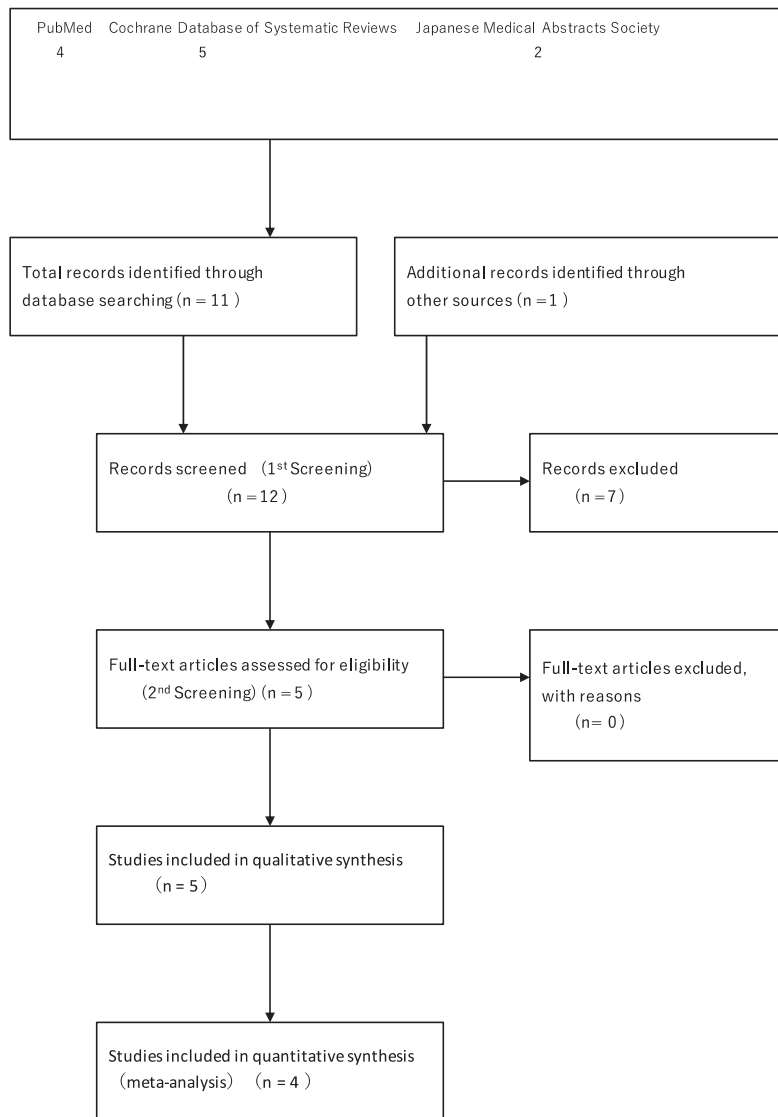 PubMed Cochrane Database of Systematic Reviews Japanese Medical Abstracts Society
4 5 2
Total records identified through
database searching (n = 11 )
Additional records identified through
other sources (n =1 )
Records screened （1st Screening）
（n =12 ）
Records excluded
（n =7 ）
Full-text articles assessed for eligibility
(2nd Screening) (n = 5 )
Full-text articles excluded,
with reasons
（n= 0 ）
Studies included in qualitative synthesis
（n = 5 ）
Studies included in quantitative synthesis
（meta-analysis） （n = 4 ）